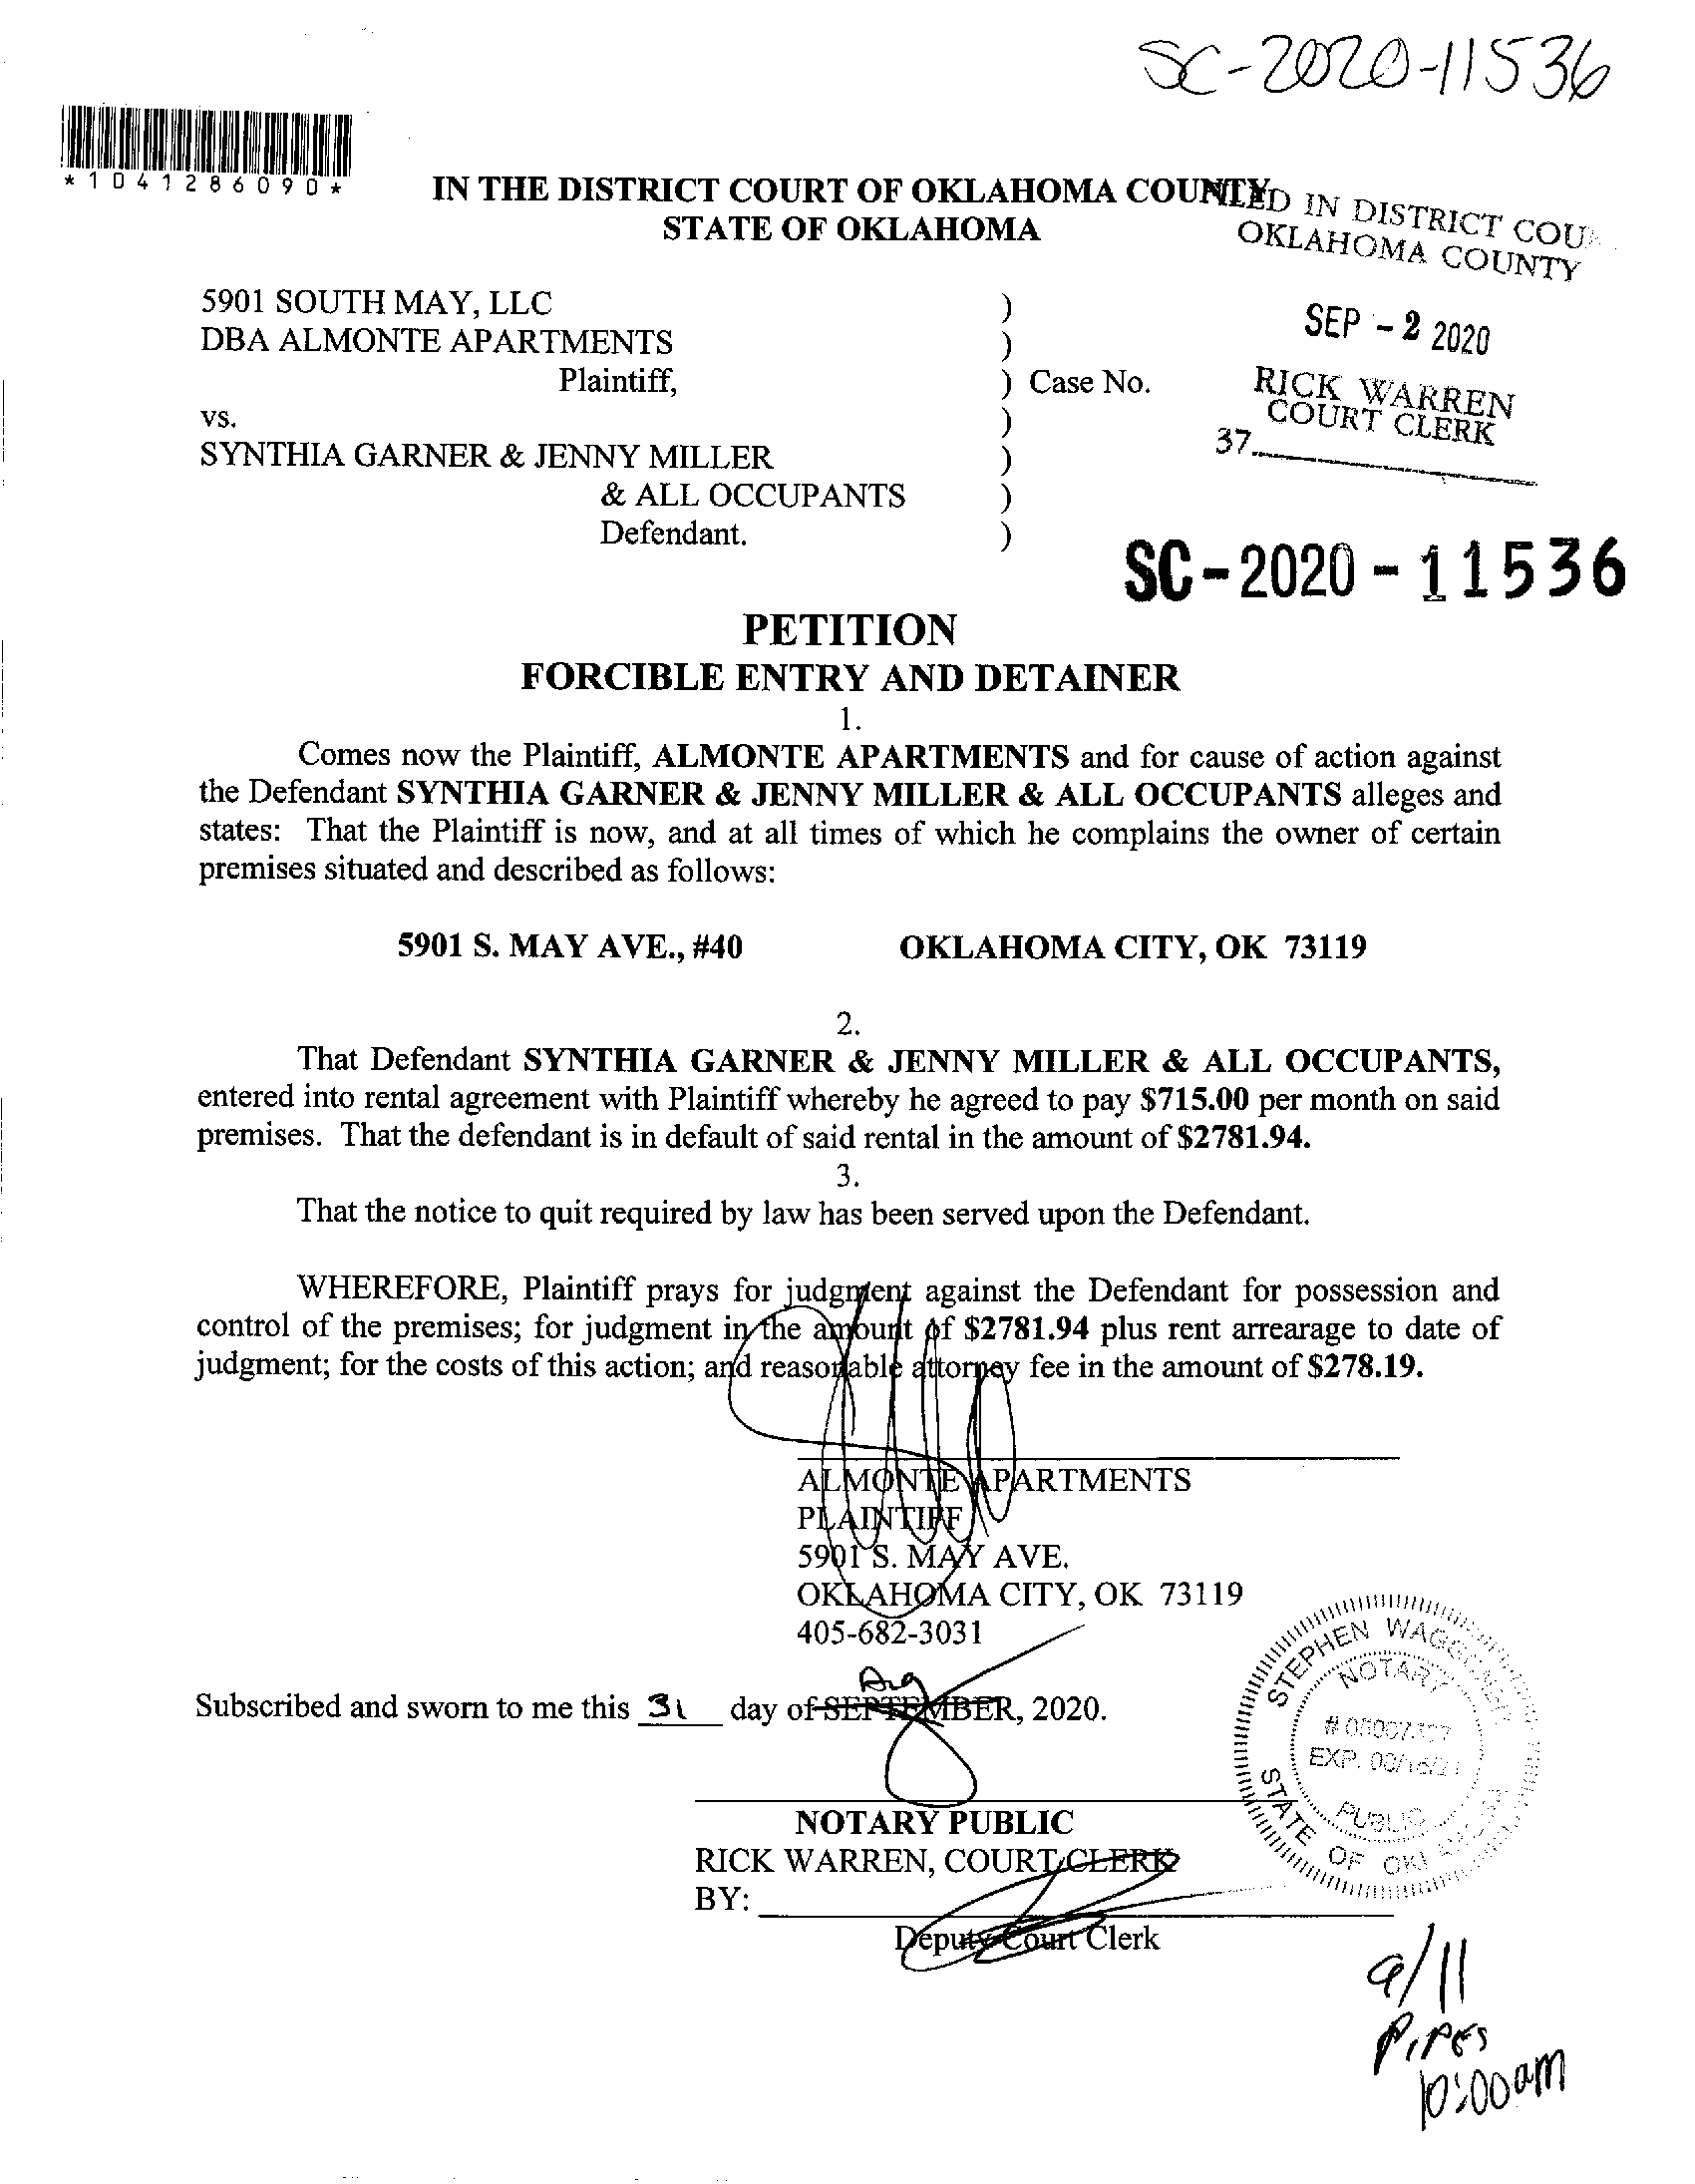 SC-2020-11536
*1041286090*
IN THE DISTRICT COURT OF OKLAHOMA COUNTY
STATE OF OKLAHOMA
IN DISTRICT COU
OKLAHOMA COUNTY
SEP - 2 2020
RICK WARREN
COURT CLERK
37
5901 SOUTH MAY, LLC )
DBA ALMONTE APARTMENTS )
Plaintiff, ) Case No.
vs. )
SYNTHIA GARNER & JENNY MILLER )
& ALL OCCUPANTS )
Defendant. )
SC-2020-11536
PETITION
FORCIBLE ENTRY AND DETAINER
1.
Comes now the Plaintiff, ALMONTE APARTMENTS and for cause of action against
the Defendant SYNTHIA GARNER & JENNY MILLER & ALL OCCUPANTS alleges and
states: That the Plaintiff is now, and at all times of which he complains the owner of certain
premises situated and described as follows:
5901 S. MAY AVE., #40 OKLAHOMA CITY, OK 73119
2.
That Defendant SYNTHIA GARNER & JENNY MILLER & ALL OCCUPANTS,
entered into rental agreement with Plaintiff whereby he agreed to pay $715.00 per month on said
premises. That the defendant is in default of said rental in the amount of $2781.94.
3.
That the notice to quit required by law has been served upon the Defendant.
WHEREFORE, Plaintiff prays for judgment against the Defendant for possession and
control of the premises; for judgment in the amount of $2781.94 plus rent arrearage to date of
judgment; for the costs of this action; and reasonable attorney fee in the amount of $278.19.
ALMONTE APARTMENTS
PLAINTIFF
5901 S. MAY AVE.
OKLAHOMA CITY, OK 73119
405-682-3031
Aug
Subscribed and sworn to me this 31 day of SEPTEMBER, 2020.
NOTARY PUBLIC
RICK WARREN, COURT CLERK
BY:
Deputy Court Clerk
STEPHEN
NOTARY
EXP.
PUBLIC
STATE OF
9/11
PIPES
10:00am